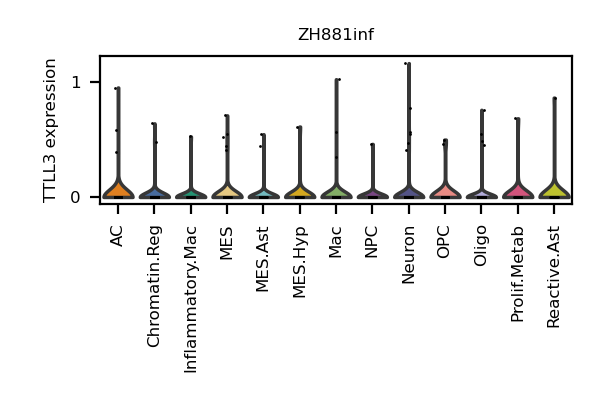 ZH881inf
TTLL3 expression
1
0
AC
Chromatin.Reg
Inflammatory.Mac
MES
MES.Ast
MES.Hyp
Mac
NPC
Neuron
OPC
Oligo
Prolif.Metab
Reactive.Ast